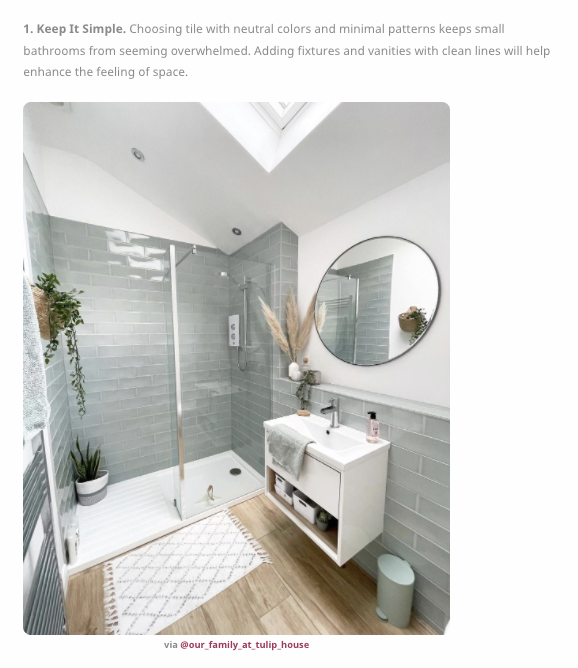 1. Keep It Simple. Choosing tile with neutral colors and minimal patterns keeps small
bathrooms from seeming overwhelmed. Adding fixtures and vanities with clean lines will help
enhance the feeling of space.
via @our_family_at_tulip_house